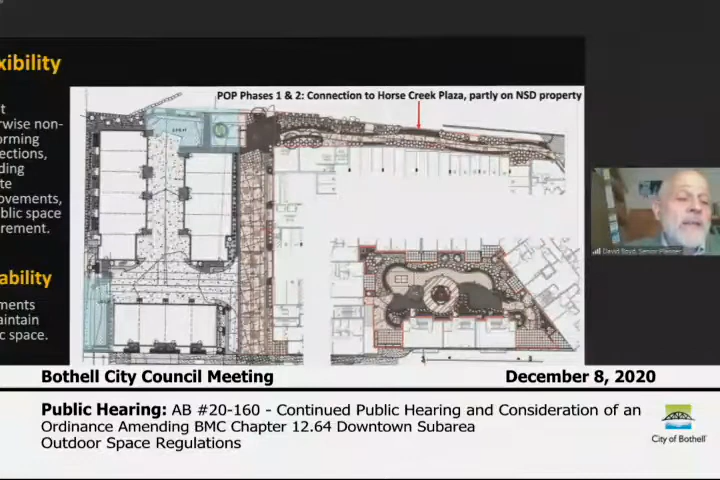 xibility
POP Phases 1 & 2: Connection to Horse Creek Plaza, partly on NSD property
t
rwise non-
orming
ections,
ding
te
ovements,
blic space
irement.
ability
ments
aintain
c space.
David Boyd, Senior Planner
Bothell City Council Meeting
December 8, 2020
Public Hearing: AB #20-160 - Continued Public Hearing and Consideration of an
Ordinance Amending BMC Chapter 12.64 Downtown Subarea
Outdoor Space Regulations
City of Bothell